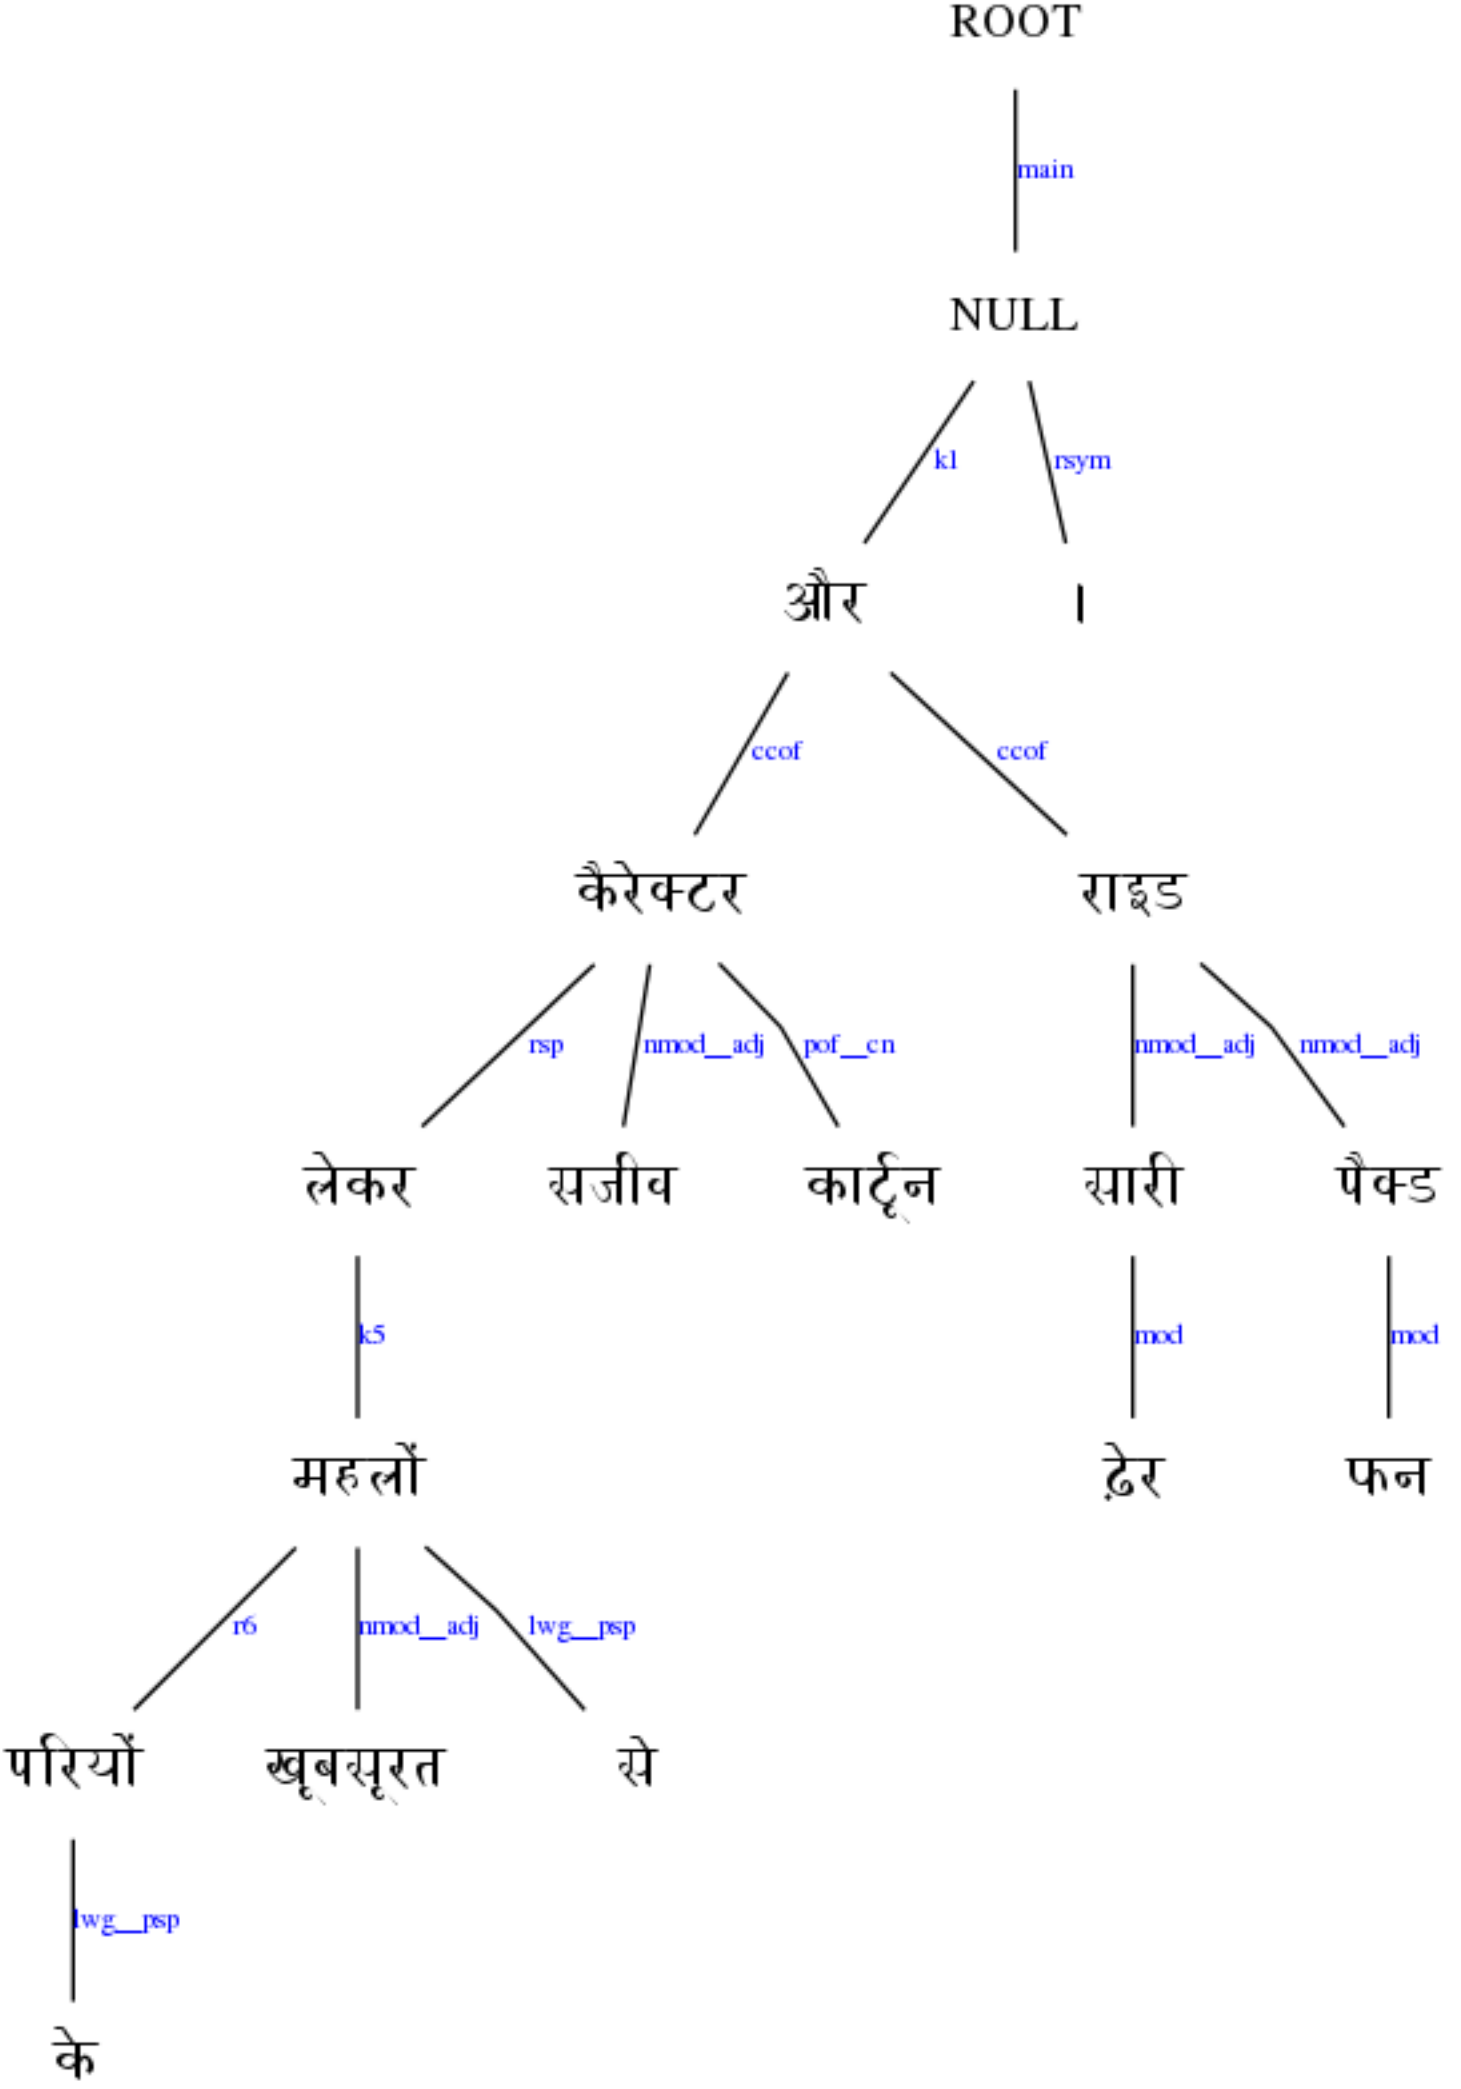 ROOT
main
NULL
k1 rsym
और ।
ccof ccof
कैरेक्टर राइड
rsp nmod__adj pof__cn nmod__adj nmod__adj
लेकर सजीव कार्टून सारी पैक्ड
k5 mod mod
महलों ढ़ेर फन
r6 nmod__adj lwg__psp
परियों खूबसूरत से
lwg__psp
के